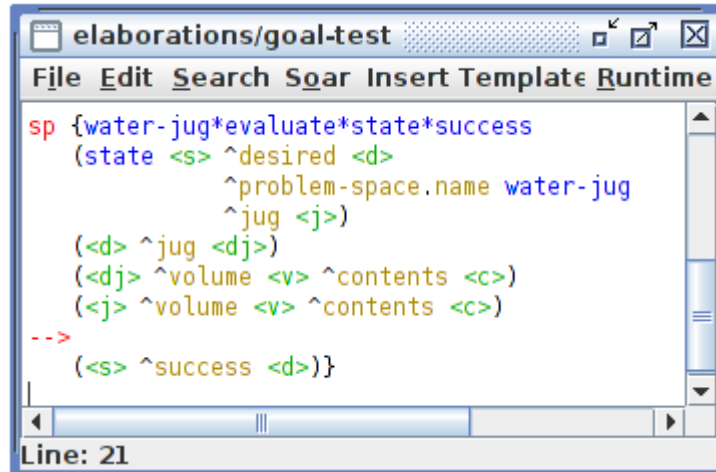 elaborations/goal-test
File Edit Search Soar Insert Template Runtime
sp {water-jug*evaluate*state*success
(state <s> ^desired <d>
^problem-space.name water-jug
^jug <j>)
(<d> ^jug <dj>)
(<dj> ^volume <v> ^contents <c>)
(<j> ^volume <v> ^contents <c>)
-->
(<s> ^success <d>)}
Line: 21